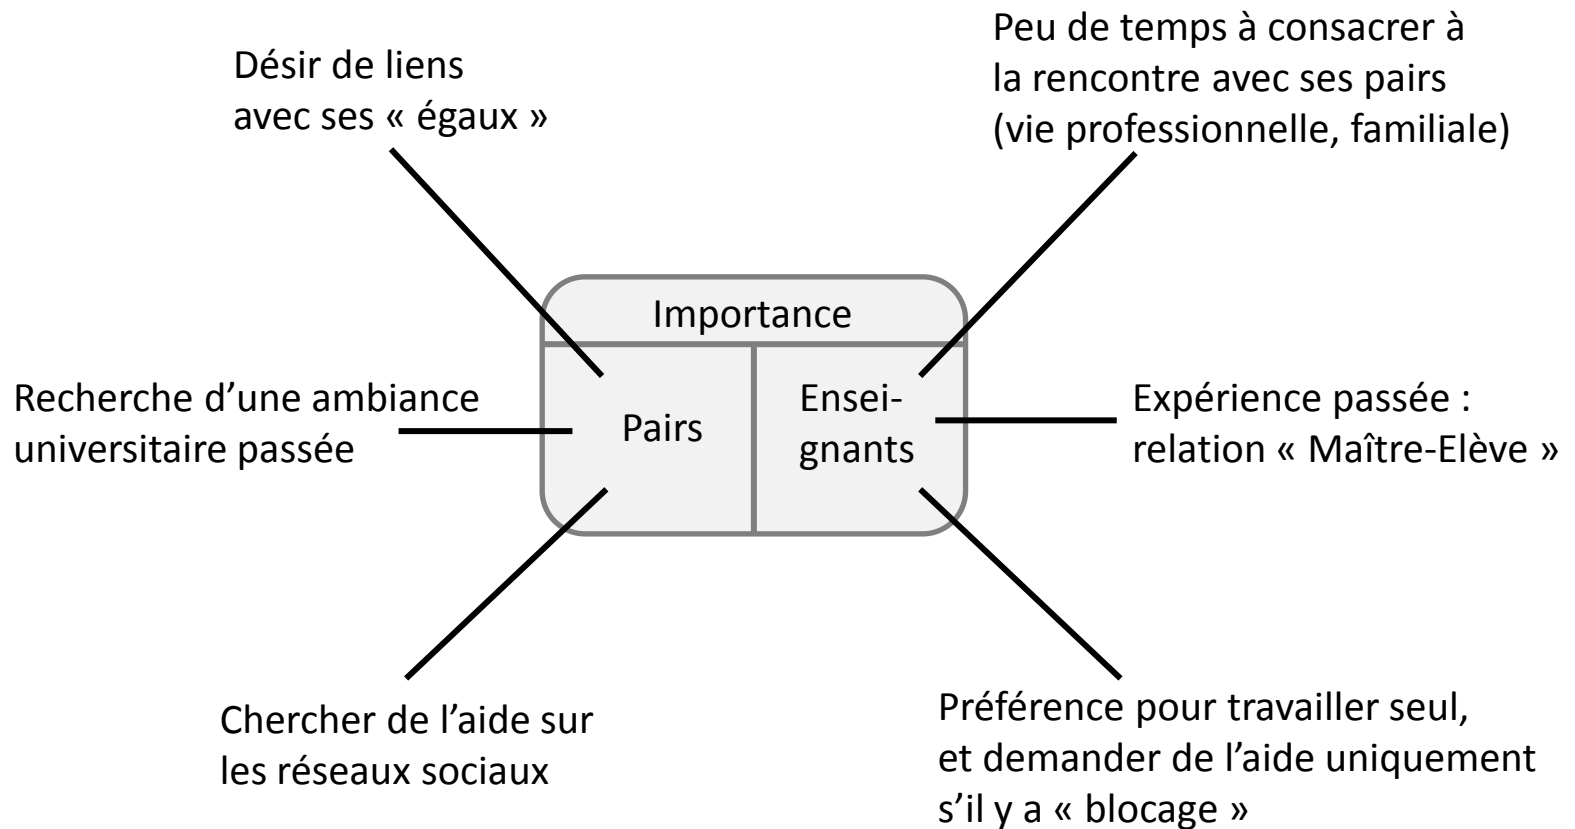 Désir de liens
avec ses « égaux »
Peu de temps à consacrer à
la rencontre avec ses pairs
(vie professionnelle, familiale)
Importance
Recherche d’une ambiance
universitaire passée
Pairs
Ensei-
gnants
Expérience passée :
relation « Maître-Elève »
Chercher de l’aide sur
les réseaux sociaux
Préférence pour travailler seul,
et demander de l’aide uniquement
s’il y a « blocage »